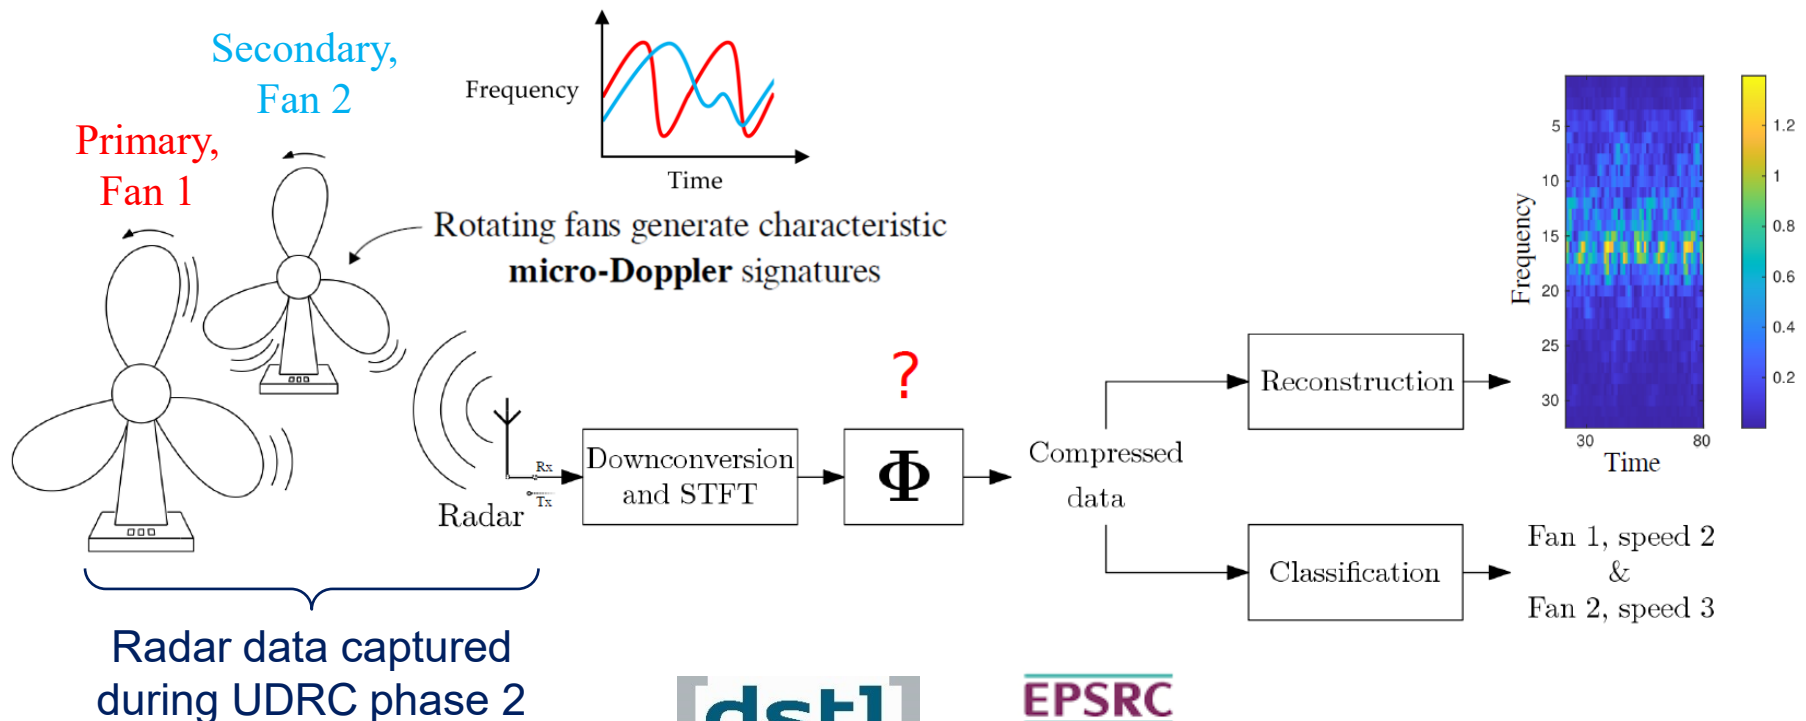 Secondary,
Fan 2
Primary,
Fan 1
Frequency
Time
Rotating fans generate characteristic
micro-Doppler signatures
Radar
Rx
Tx
Downconversion
and STFT
?
Φ
Compressed
data
Reconstruction
Classification
Frequency
5
10
15
20
25
30
30
80
Time
1.2
1
0.8
0.6
0.4
0.2
Fan 1, speed 2
&
Fan 2, speed 3
Radar data captured
during UDRC phase 2
[dstl]
EPSRC